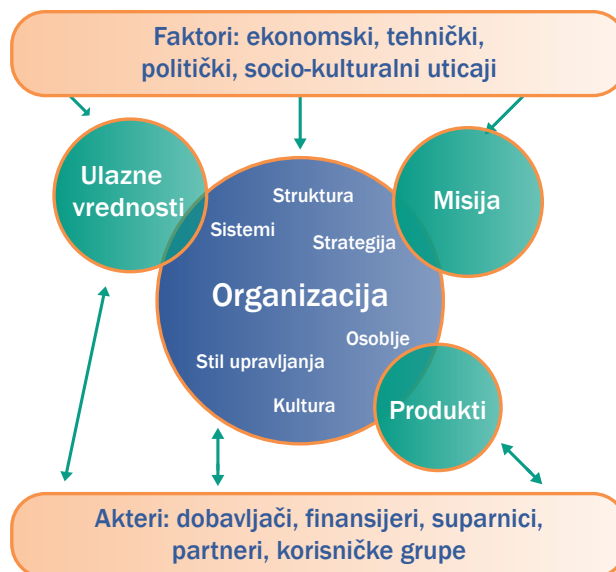 Faktori: ekonomski, tehnički,
politički, socio-kulturalni uticaji
Ulazne
vrednosti
Misija
Struktura
Sistemi
Strategija
Organizacija
Osoblje
Stil upravljanja
Kultura
Produkti
Akteri: dobavljači, finansijeri, suparnici,
partneri, korisničke grupe